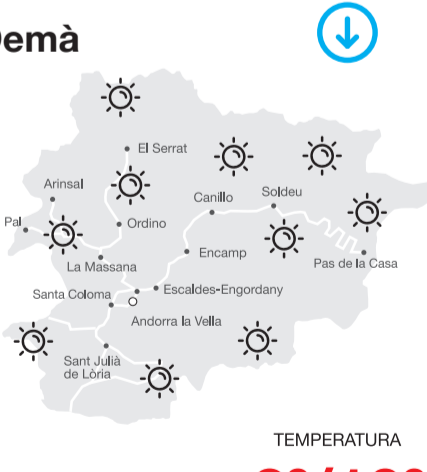 Demà
El Serrat
Arinsal
Canillo
Soldeu
Pal
Ordino
Encamp
Pas de la Casa
La Massana
Santa Coloma
Escaldes-Engordany
Andorra la Vella
Sant Julià
de Lòria
TEMPERATURA